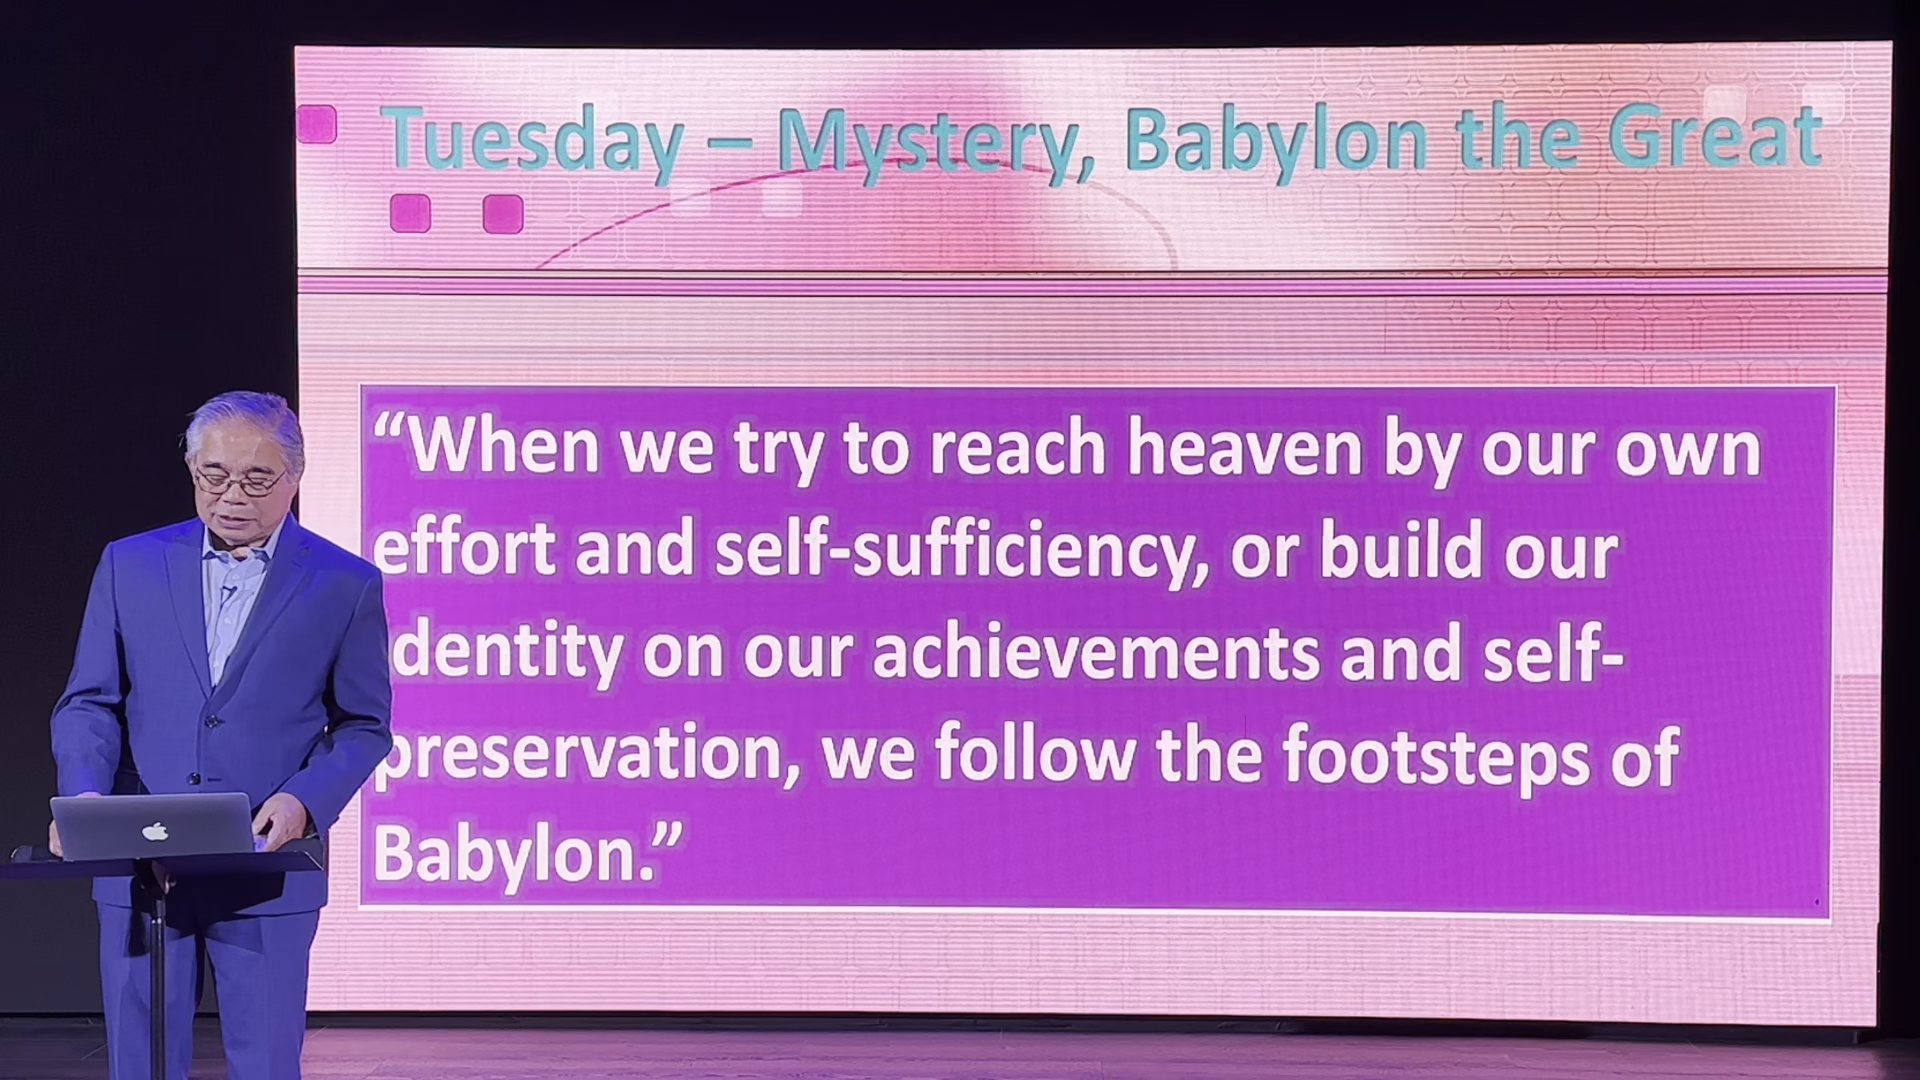 Tuesday – Mystery, Babylon the Great
“When we try to reach heaven by our own
effort and self-sufficiency, or build our
dentity on our achievements and self-
preservation, we follow the footsteps of
Babylon.”